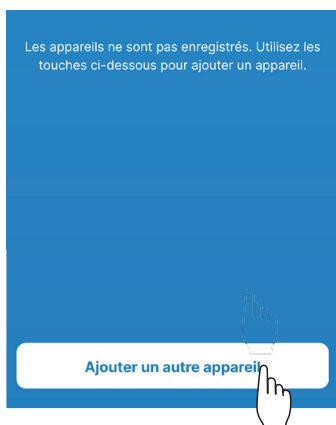 Les appareils ne sont pas enregistrés. Utilisez les
touches ci-dessous pour ajouter un appareil.
Ajouter un autre appareil